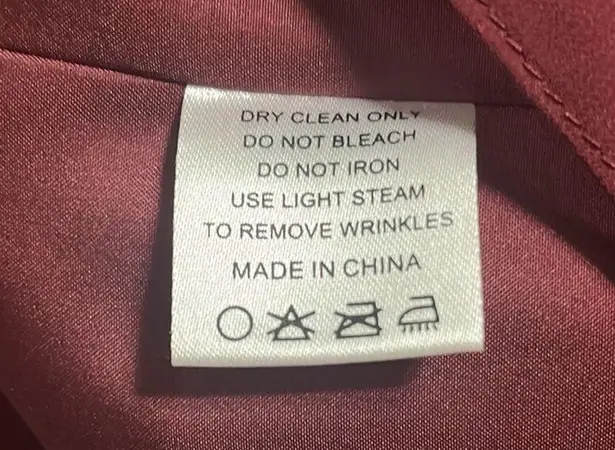 DRY CLEAN ONLY
DO NOT BLEACH
DO NOT IRON
USE LIGHT STEAM
TO REMOVE WRINKLES
MADE IN CHINA